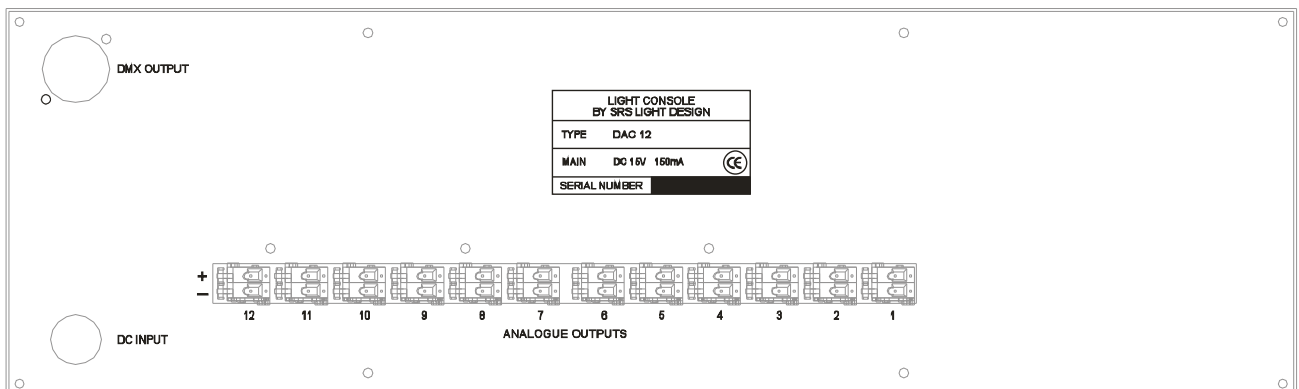 DMX OUTPUT
LIGHT CONSOLE
BY SRS LIGHT DESIGN
TYPE DAC 12
MAIN DC 15V 150mA CE
SERIAL NUMBER
+
−
12 11 10 9 8 7 6 5 4 3 2 1
ANALOGUE OUTPUTS
DC INPUT